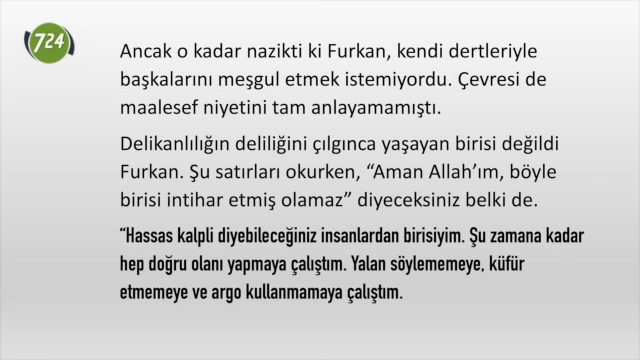 724
Ancak o kadar nazikti ki Furkan, kendi dertleriyle
başkalarını meşgul etmek istemiyordu. Çevresi de
maalesef niyetini tam anlayamamıştı.
Delikanlılığın deliliğini çılgınca yaşayan birisi değildi
Furkan. Şu satırları okurken, “Aman Allah’ım, böyle
birisi intihar etmiş olamaz” diyeceksiniz belki de.
“Hassas kalpli diyebileceğiniz insanlardan birisiyim. Şu zamana kadar
hep doğru olanı yapmaya çalıştım. Yalan söylememeye, küfür
etmemeye ve argo kullanmamaya çalıştım.